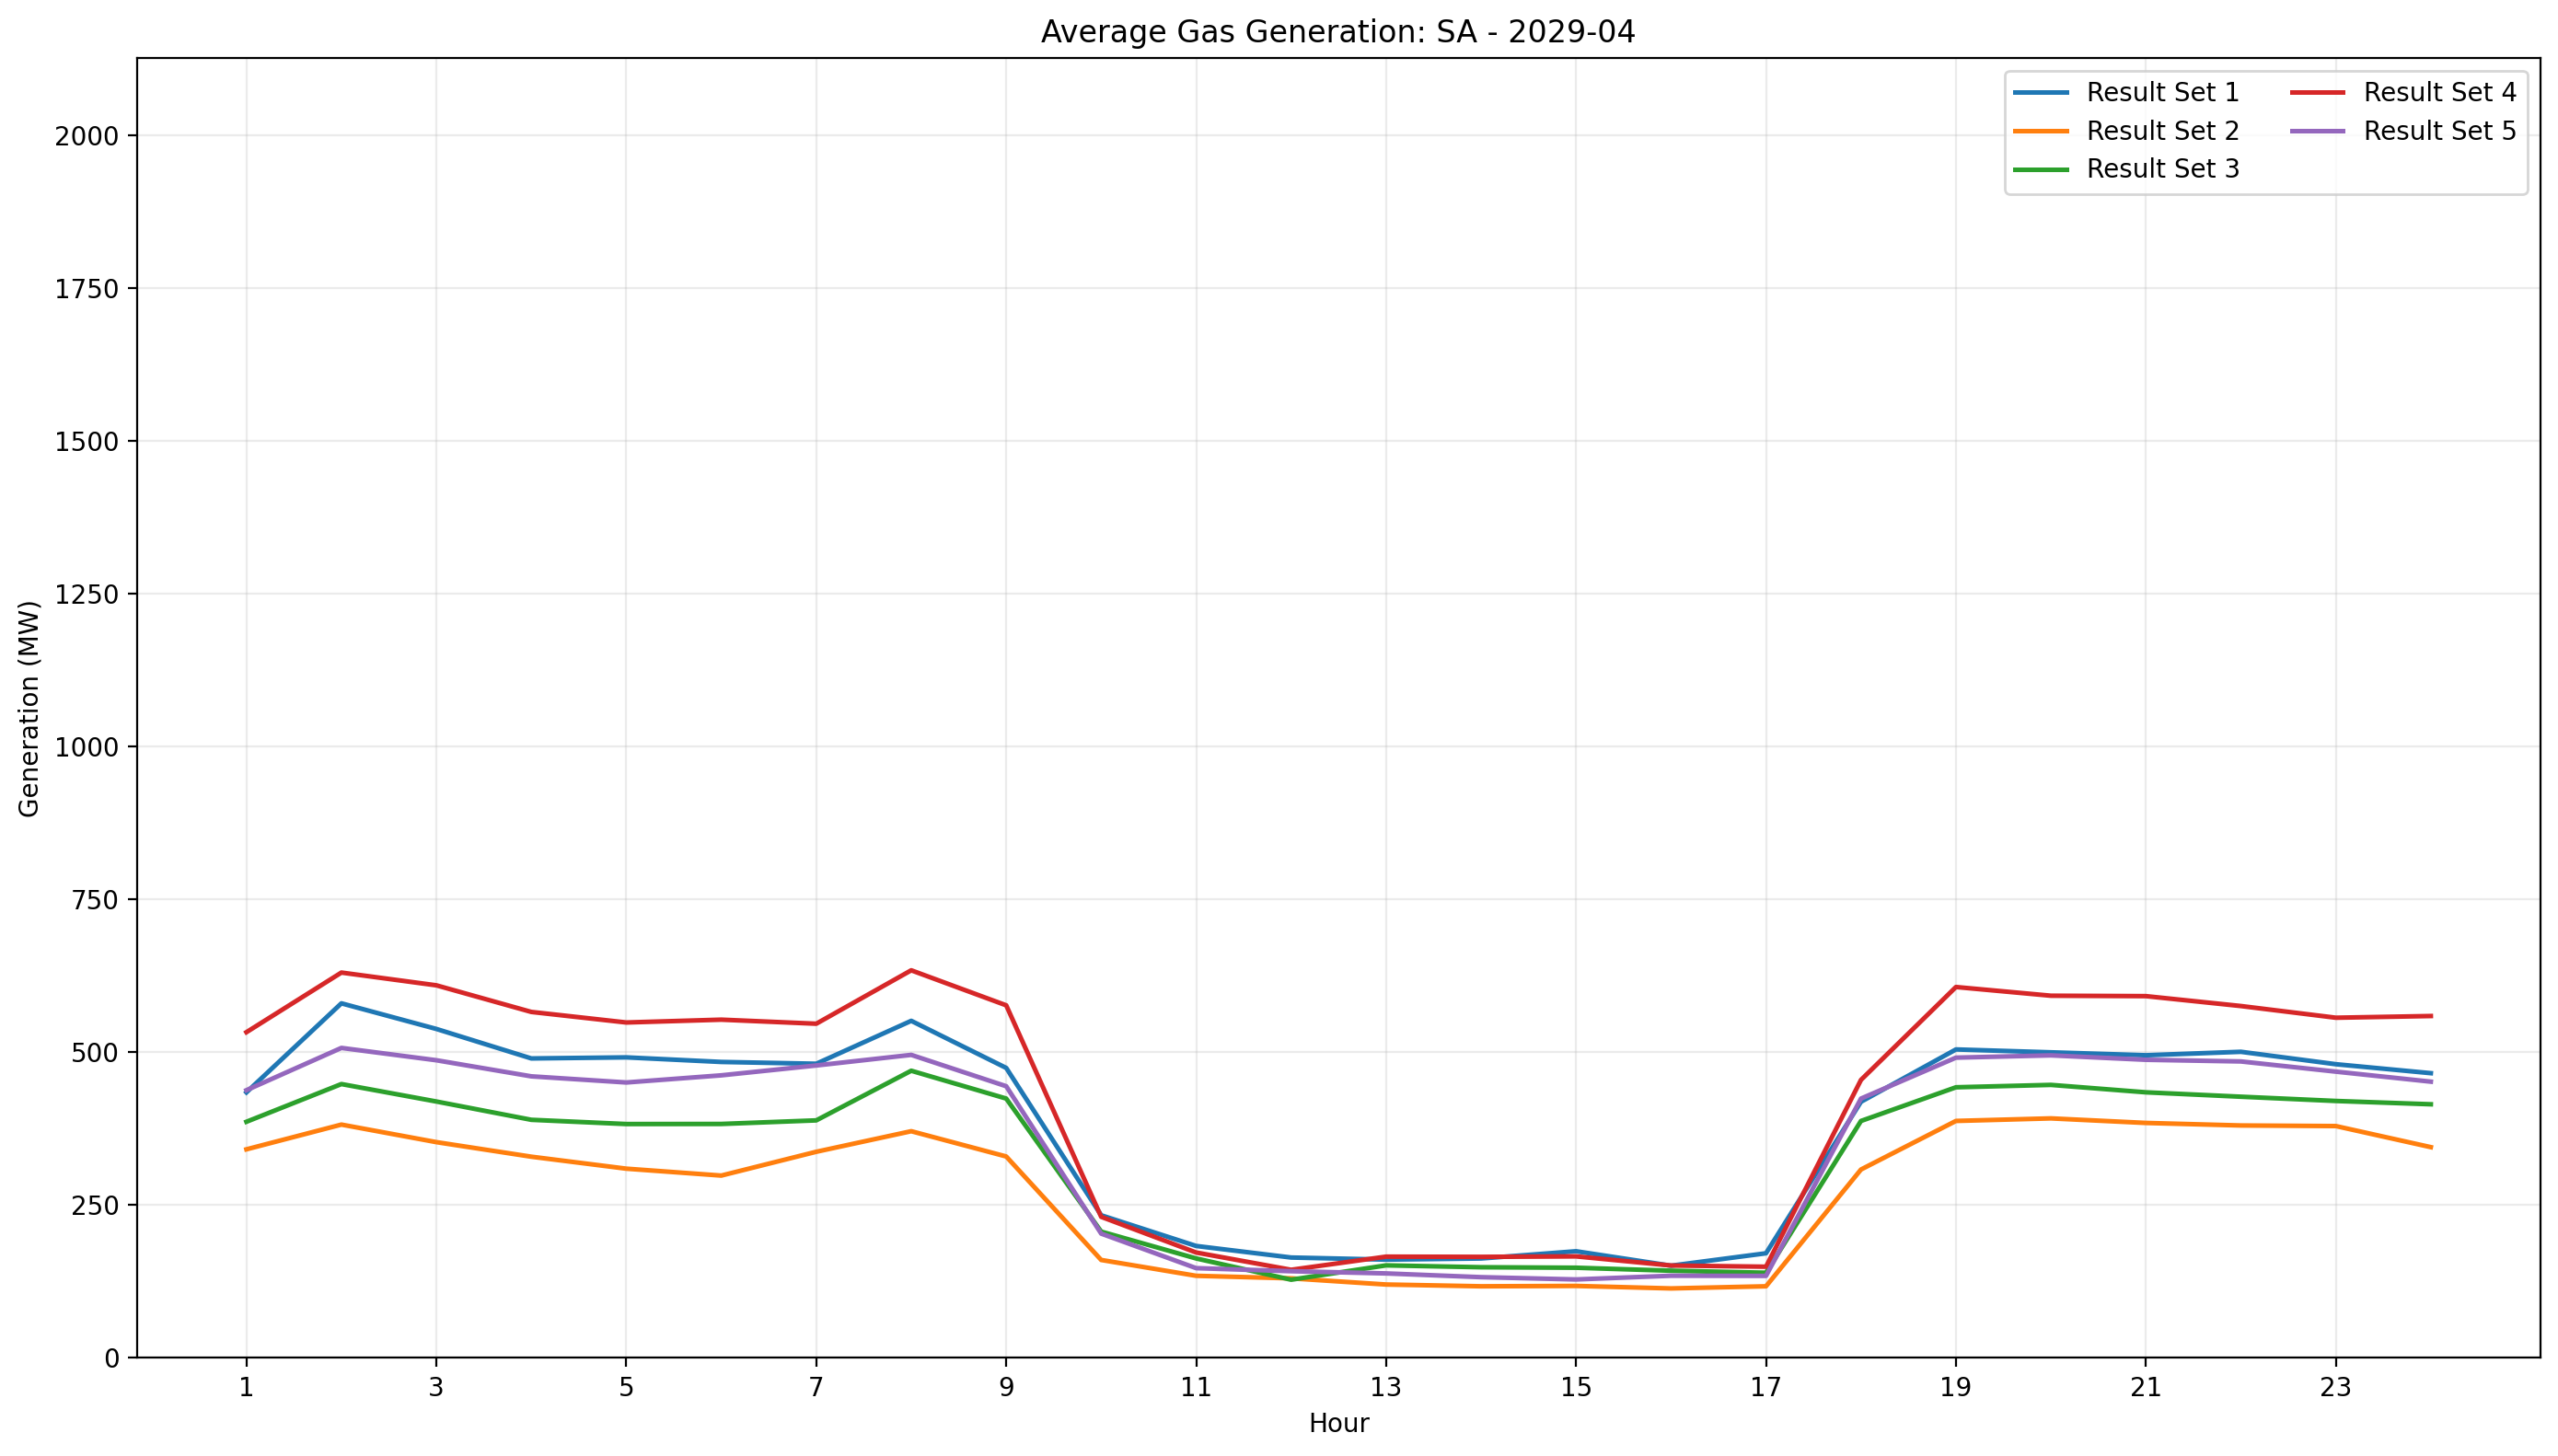 Average Gas Generation: SA - 2029-04
Result Set 1
Result Set 2
Result Set 3
Result Set 4
Result Set 5
Generation (MW)
2000
1750
1500
1250
1000
750
500
250
0
1 3 5 7 9 11 13 15 17 19 21 23
Hour